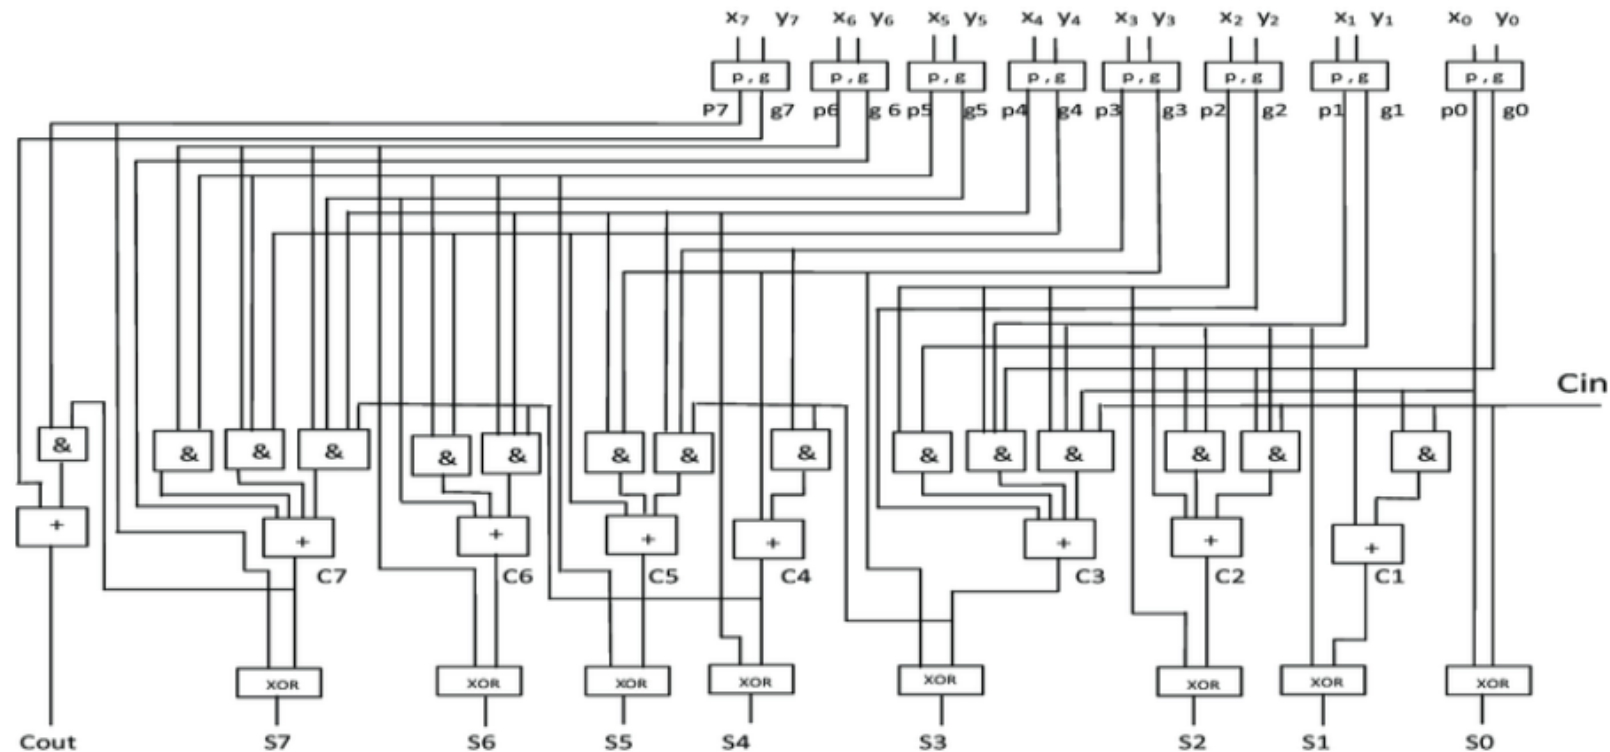 x₇ y₇ x₆ y₆ x₅ y₅ x₄ y₄ x₃ y₃ x₂ y₂ x₁ y₁ x₀ y₀
p,g p,g p,g p,g p,g p,g p,g p,g
P7 g7 p6 g 6 p5 g5 p4 g4 p3 g3 p2 g2 p1 g1 p0 g0
Cin
& & & & & & & & & & & & & & &
+ + + + + + + +
C7 C6 C5 C4 C3 C2 C1
XOR XOR XOR XOR XOR XOR XOR XOR
Cout S7 S6 S5 S4 S3 S2 S1 S0